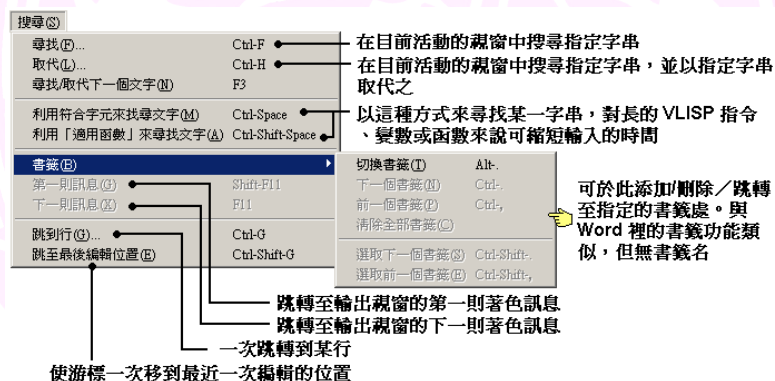 搜尋(S)
尋找(F)... Ctrl-F
在目前活動的視窗中搜尋指定字串
取代(L)... Ctrl-H
在目前活動的視窗中搜尋指定字串，並以指定字串
取代之
尋找/取代下一個文字(N) F3
利用符合字元來找尋文字(M) Ctrl-Space
利用「適用函數」來尋找文字(A) Ctrl-Shift-Space
以這種方式來尋找某一字串，對長的 VLISP 指令
、變數或函數來說可縮短輸入的時間
書籤(B)
第一則訊息(G) Shift-F11
下一則訊息(X) F11
跳到行(G)... Ctrl-G
跳至最後編輯位置(E) Ctrl-Shift-G
切換書籤(T) Alt-.
下一個書籤(N) Ctrl-.
前一個書籤(P) Ctrl-,
清除全部書籤(C)
選取下一個書籤(S) Ctrl-Shift-.
選取前一個書籤(E) Ctrl-Shift-,
可於此添加/刪除／跳轉
至指定的書籤處。與
Word 裡的書籤功能類
似，但無書籤名
跳轉至輸出視窗的第一則著色訊息
跳轉至輸出視窗的下一則著色訊息
一次跳轉到某行
使游標一次移到最近一次編輯的位置